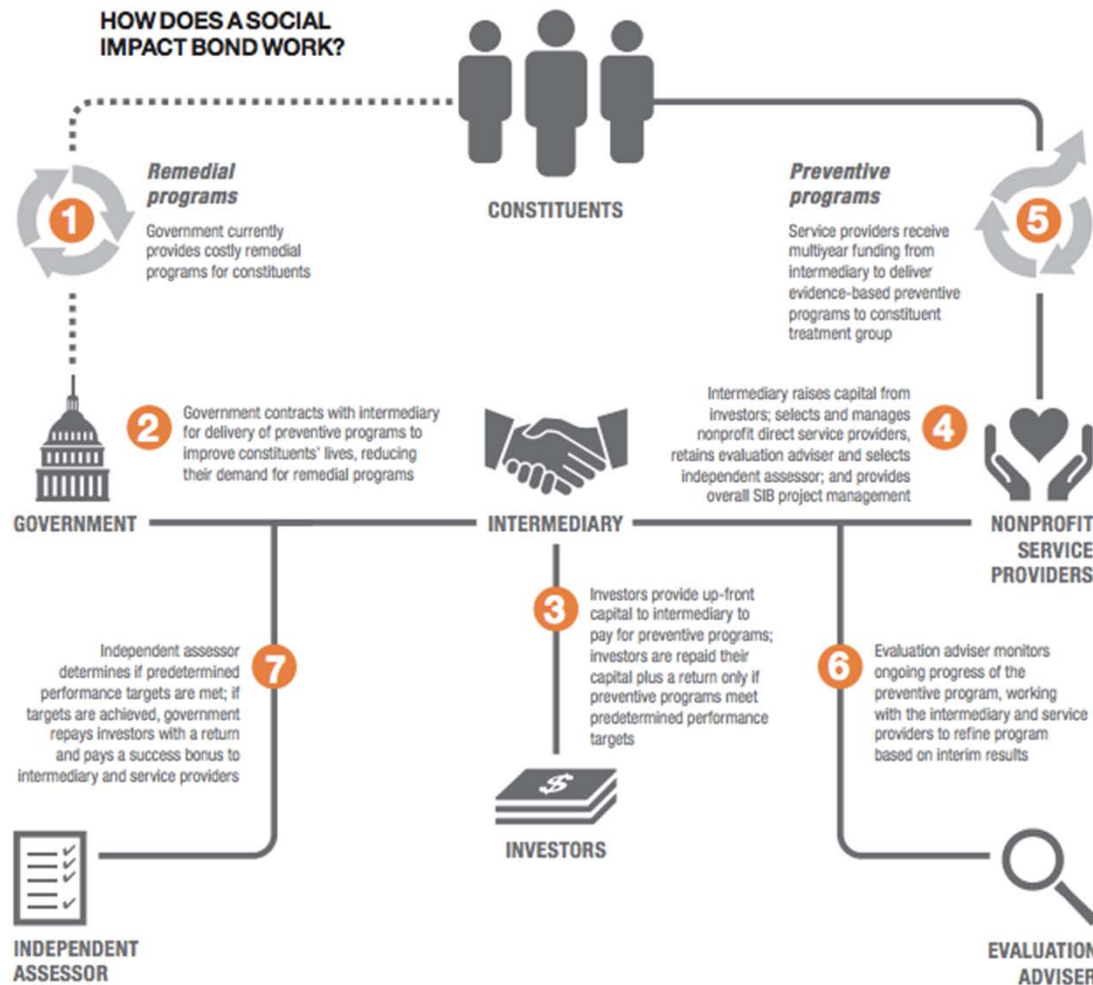 HOW DOES A SOCIAL
IMPACT BOND WORK?
CONSTITUENTS
1
Remedial
programs
Government currently
provides costly remedial
programs for constituents
Preventive
programs
Service providers receive
multiyear funding from
intermediary to deliver
evidence-based preventive
programs to constituent
treatment group
5
2
Government contracts with intermediary
for delivery of preventive programs to
improve constituents' lives, reducing
their demand for remedial programs
Intermediary raises capital from
investors; selects and manages
nonprofit direct service providers,
retains evaluation adviser and selects
independent assessor; and provides
overall SIB project management
4
GOVERNMENT
INTERMEDIARY
NONPROFIT
SERVICE
PROVIDERS
3
Investors provide up-front
capital to intermediary to
pay for preventive programs;
investors are repaid their
capital plus a return only if
preventive programs meet
predetermined performance
targets
Independent assessor
determines if predetermined
performance targets are met; if
targets are achieved, government
repays investors with a return
and pays a success bonus to
intermediary and service providers
7
6
Evaluation adviser monitors
ongoing progress of the
preventive program, working
with the intermediary and service
providers to refine program
based on interim results
$
INVESTORS
INDEPENDENT
ASSESSOR
EVALUATION
ADVISER